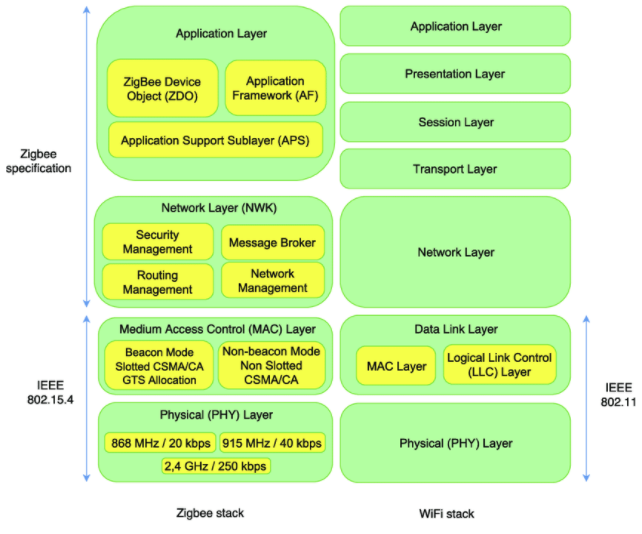 Application Layer
ZigBee Device
Object (ZDO)
Application
Framework (AF)
Application Support Sublayer (APS)
Zigbee
specification
Network Layer (NWK)
Security
Management
Message Broker
Routing
Management
Network
Management
Medium Access Control (MAC) Layer
Beacon Mode
Slotted CSMA/CA
GTS Allocation
Non-beacon Mode
Non Slotted
CSMA/CA
IEEE
802.15.4
Physical (PHY) Layer
868 MHz / 20 kbps
915 MHz / 40 kbps
2,4 GHz / 250 kbps
Zigbee stack
Application Layer
Presentation Layer
Session Layer
Transport Layer
Network Layer
Data Link Layer
MAC Layer
Logical Link Control
(LLC) Layer
IEEE
802.11
Physical (PHY) Layer
WiFi stack